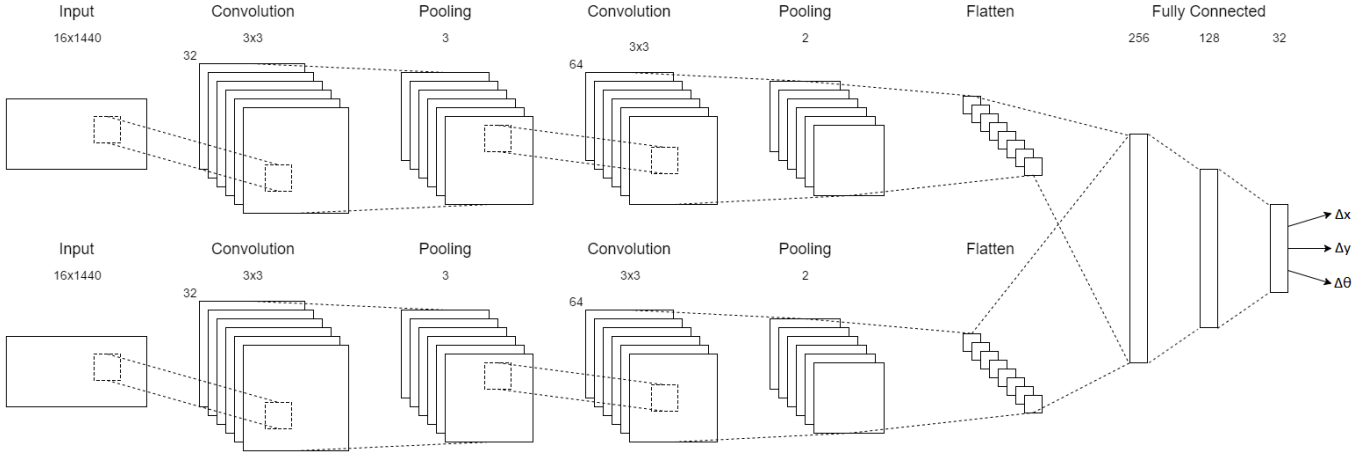 Input Convolution Pooling Convolution Pooling Flatten Fully Connected
16x1440 3x3 3 3x3 2 256 128 32
32 64
Δx
Δy
Δθ
Input Convolution Pooling Convolution Pooling Flatten
16x1440 3x3 3 3x3 2
32 64